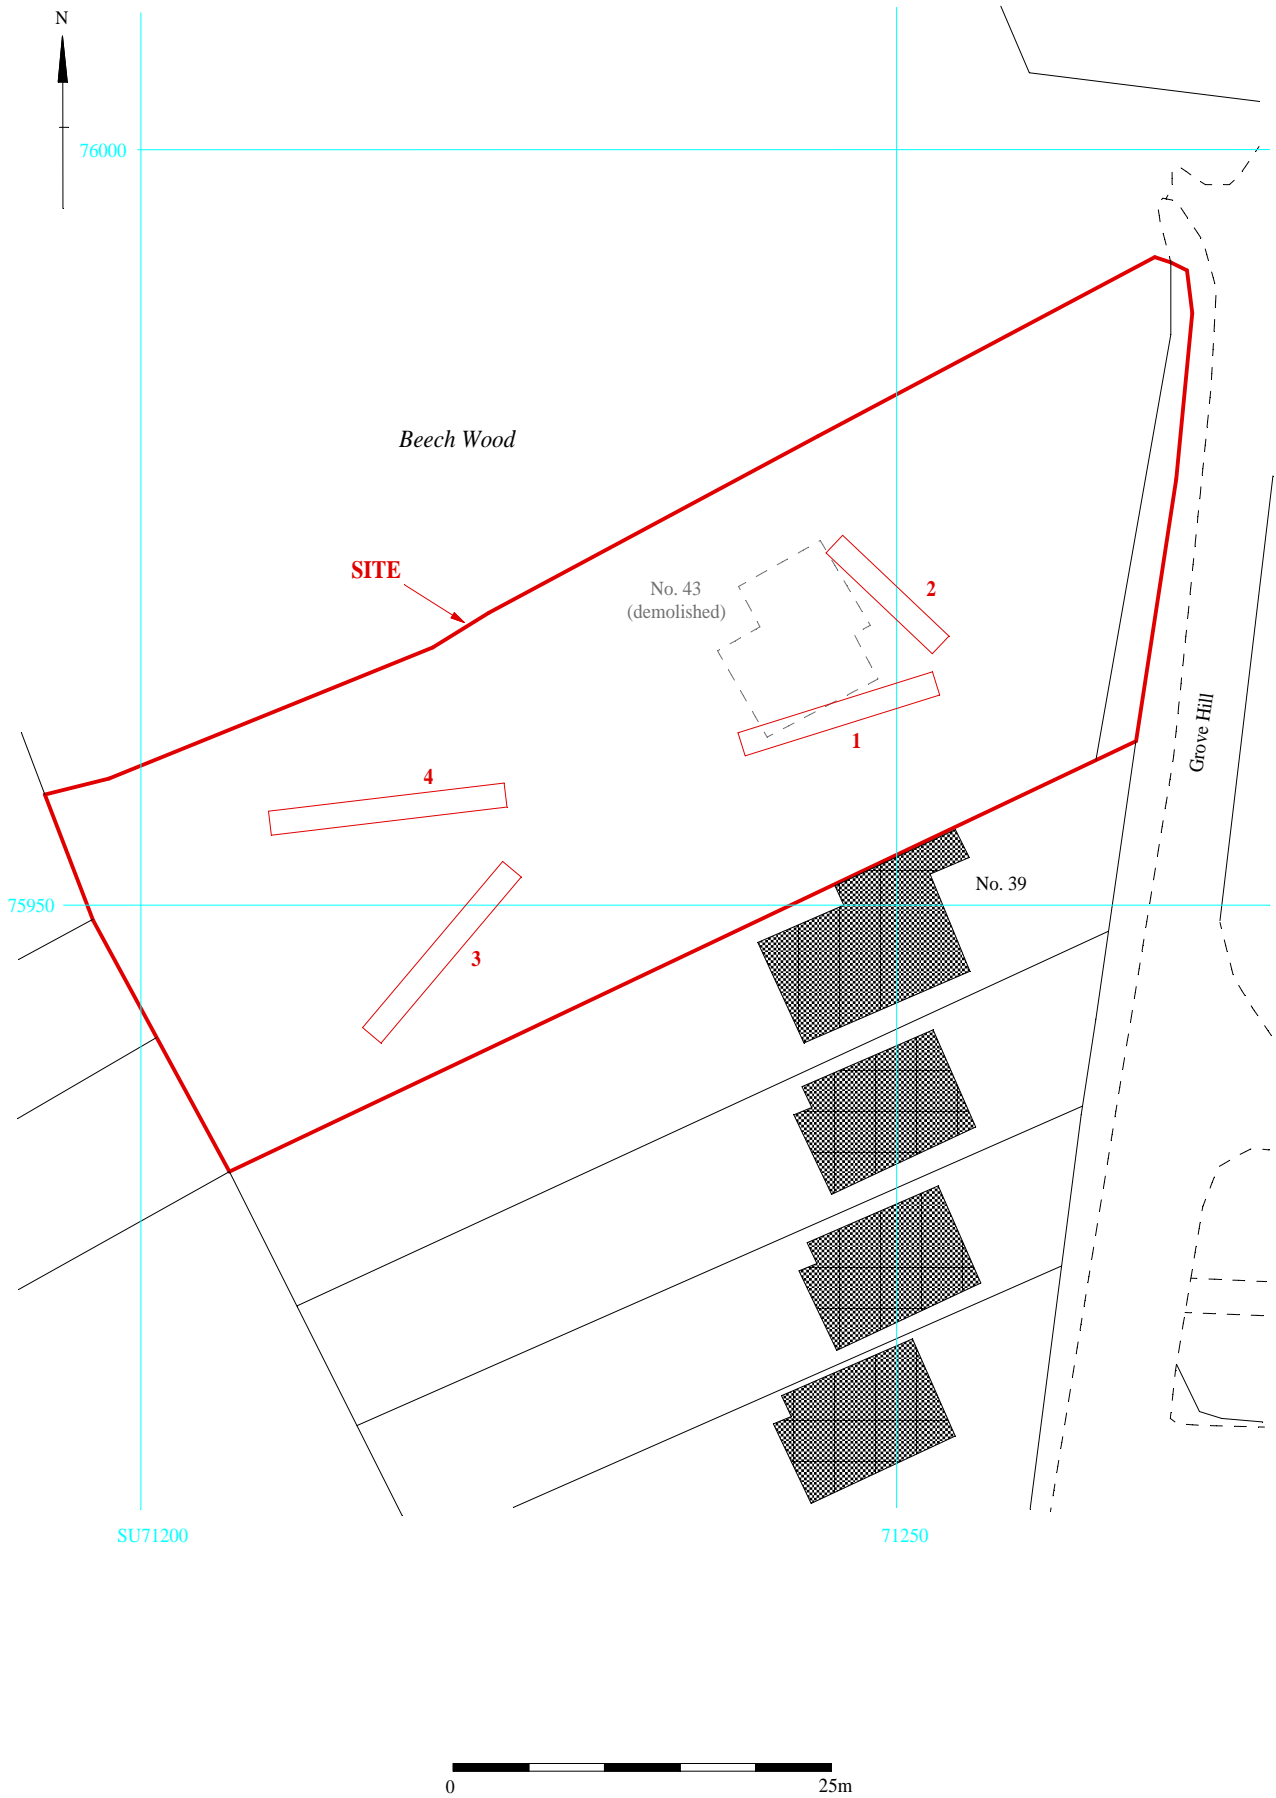 N
76000
Beech Wood
SITE
No. 43
(demolished)
2
1
Grove Hill
4
No. 39
75950
3
SU71200
71250
0
25m